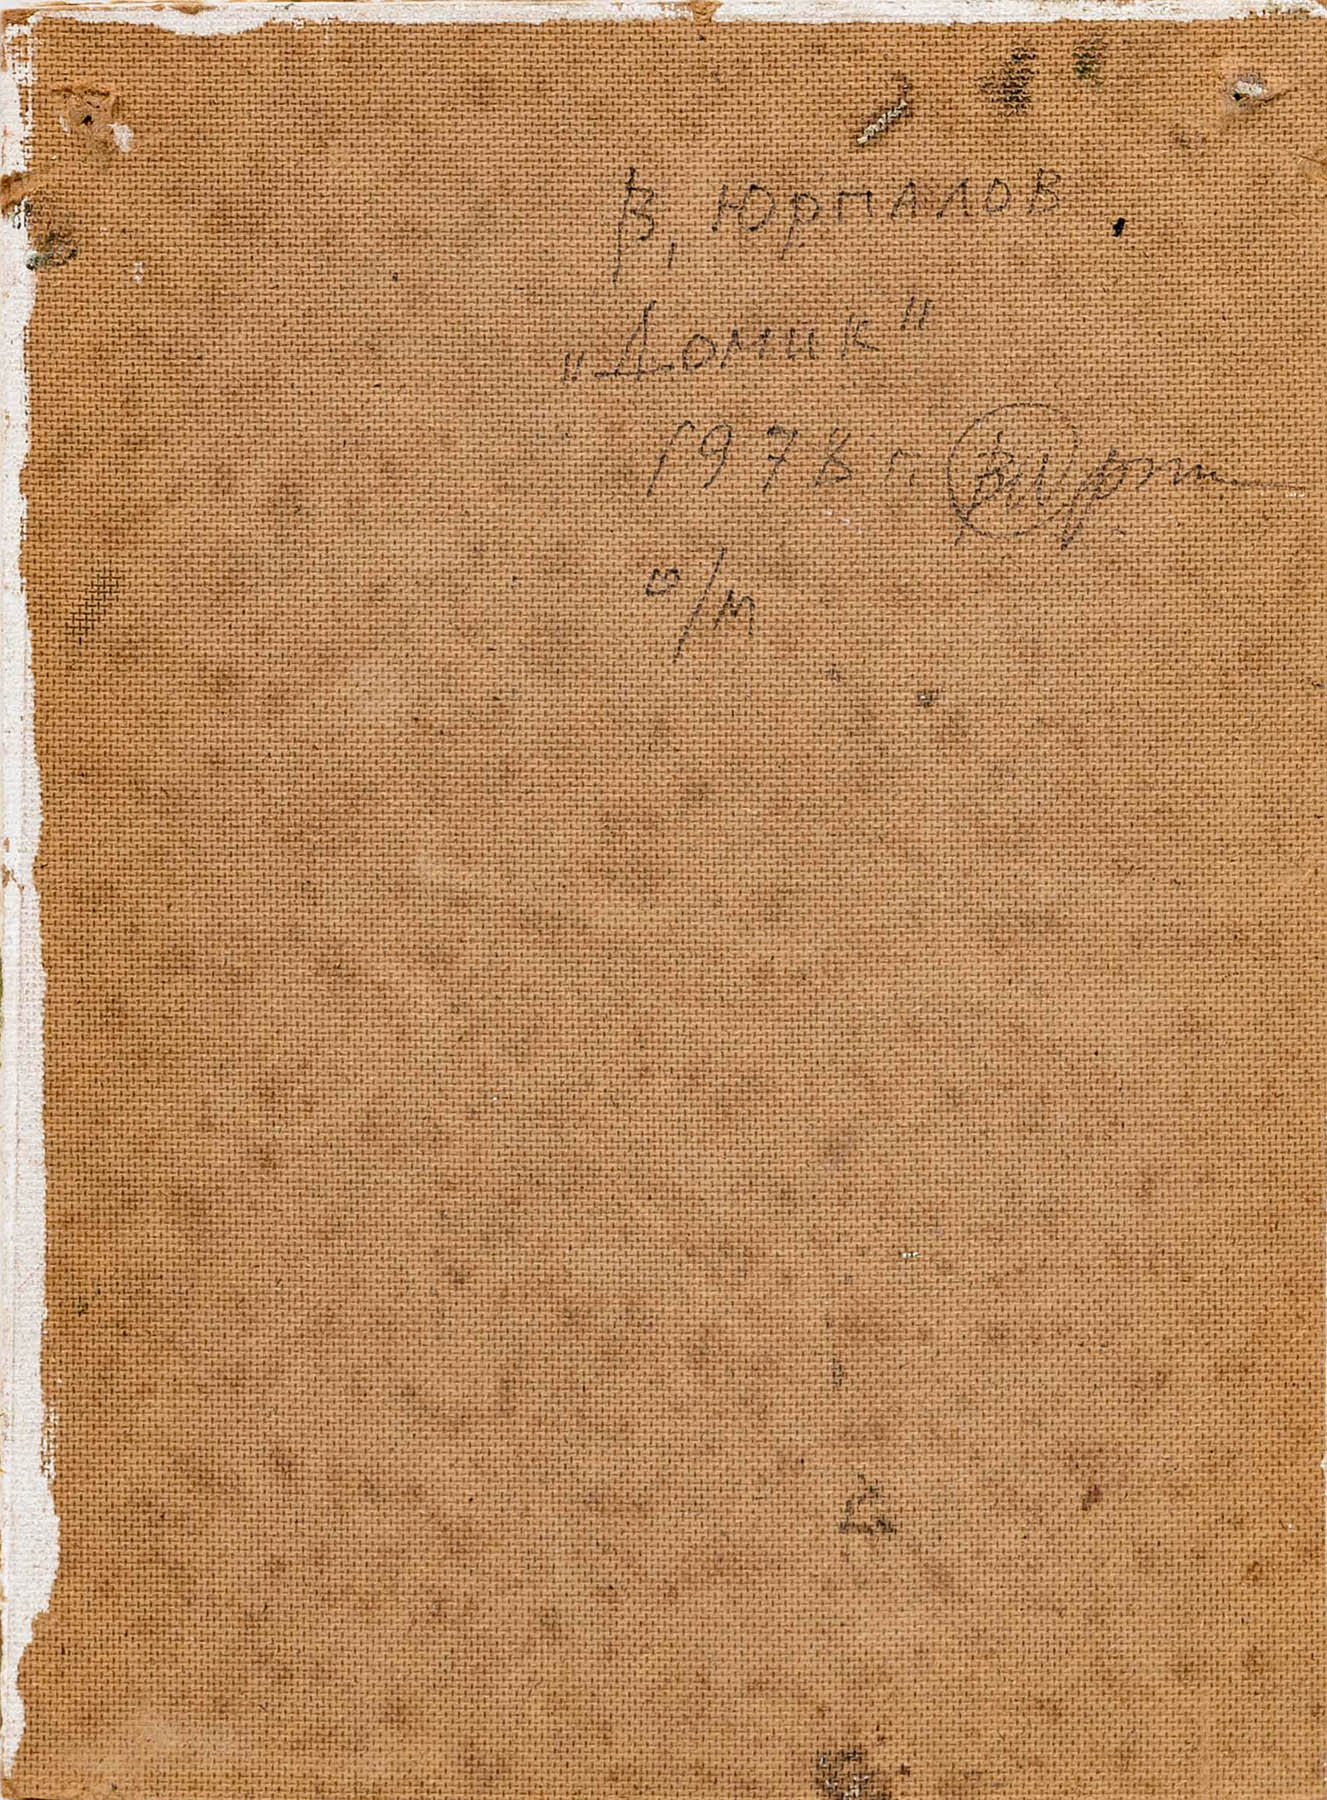 В. Юрпалов
„Домик"
1978 г
о/м